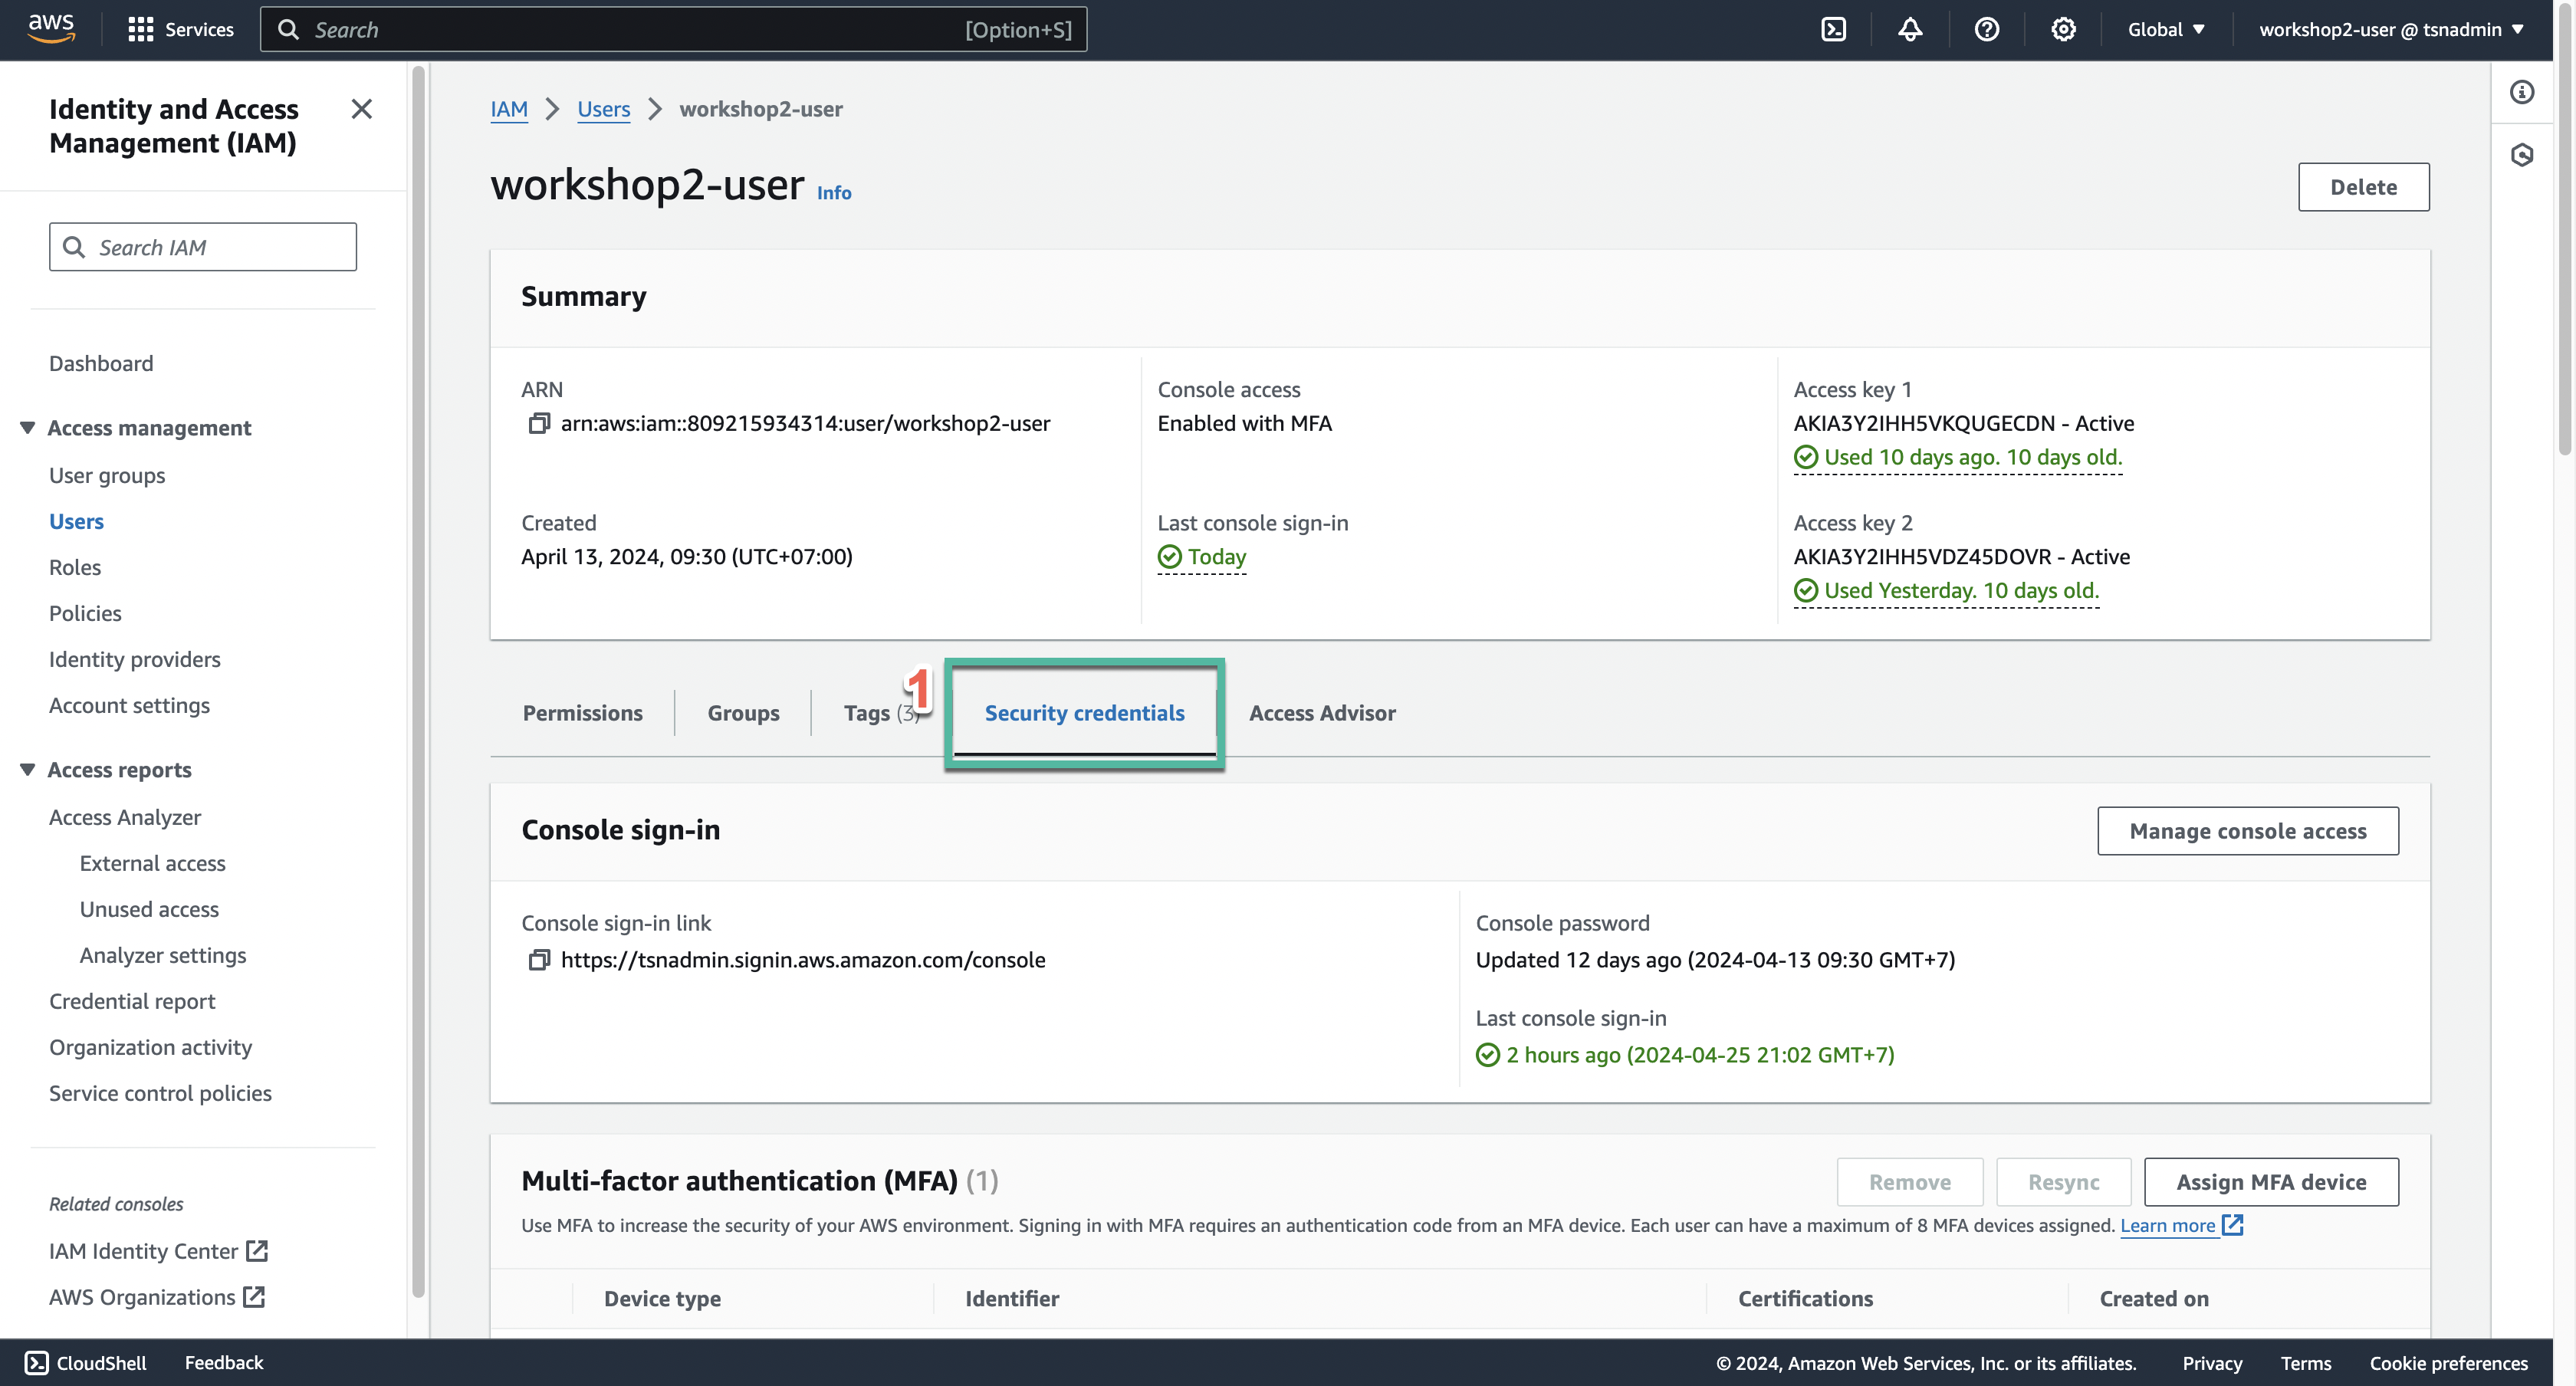 aws
Services
Search
[Option+S]
Global
workshop2-user @ tsnadmin
Identity and Access
Management (IAM)
Search IAM
Dashboard
Access management
User groups
Users
Roles
Policies
Identity providers
Account settings
Access reports
Access Analyzer
External access
Unused access
Analyzer settings
Credential report
Organization activity
Service control policies
Related consoles
IAM Identity Center
AWS Organizations
IAM > Users > workshop2-user
workshop2-user Info
Delete
Summary
ARN
arn:aws:iam::809215934314:user/workshop2-user
Created
April 13, 2024, 09:30 (UTC+07:00)
Console access
Enabled with MFA
Last console sign-in
Today
Access key 1
AKIA3Y2IHH5VKQUGECDN - Active
Used 10 days ago. 10 days old.
Access key 2
AKIA3Y2IHH5VDZ45DOVR - Active
Used Yesterday. 10 days old.
Permissions
Groups
Tags (3)
1
Security credentials
Access Advisor
Console sign-in
Manage console access
Console sign-in link
https://tsnadmin.signin.aws.amazon.com/console
Console password
Updated 12 days ago (2024-04-13 09:30 GMT+7)
Last console sign-in
2 hours ago (2024-04-25 21:02 GMT+7)
Multi-factor authentication (MFA) (1)
Remove
Resync
Assign MFA device
Use MFA to increase the security of your AWS environment. Signing in with MFA requires an authentication code from an MFA device. Each user can have a maximum of 8 MFA devices assigned. Learn more
Device type
Identifier
Certifications
Created on
CloudShell
Feedback
© 2024, Amazon Web Services, Inc. or its affiliates.
Privacy
Terms
Cookie preferences